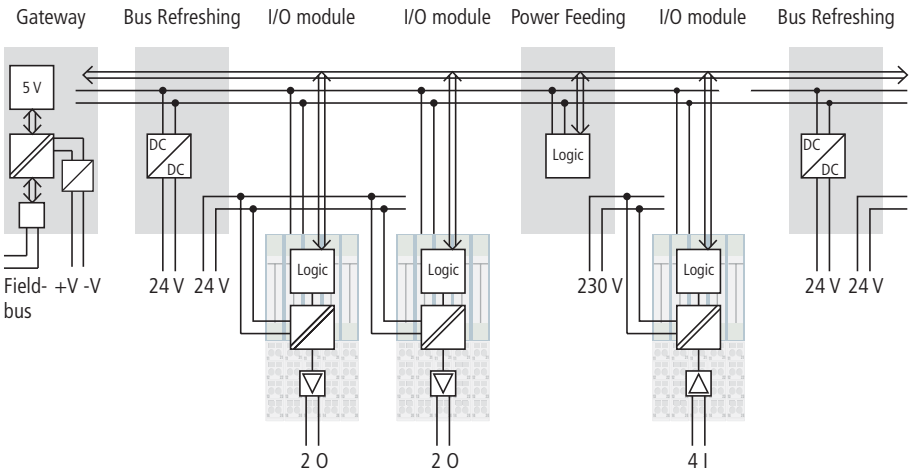 Gateway
Bus Refreshing
I/O module
I/O module
Power Feeding
I/O module
Bus Refreshing
5 V
DC
DC
Logic
DC
DC
Logic
Logic
Logic
Field-
bus
+V -V
24 V 24 V
230 V
24 V 24 V
2 O
2 O
4 I